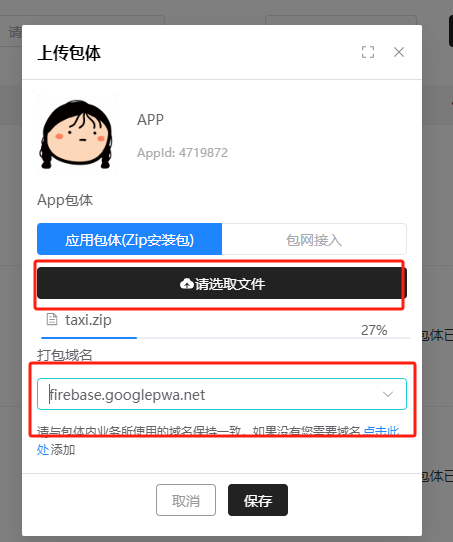 请
上传包体
APP
AppId: 4719872
App包体
应用包体(Zip安装包)
包网接入
请选取文件
taxi.zip
27%
包体已
打包域名
firebase.googlepwa.net
请与包体内业务所使用的域名保持一致，如果没有您需要域名 点击此
处添加
包体已
取消
保存